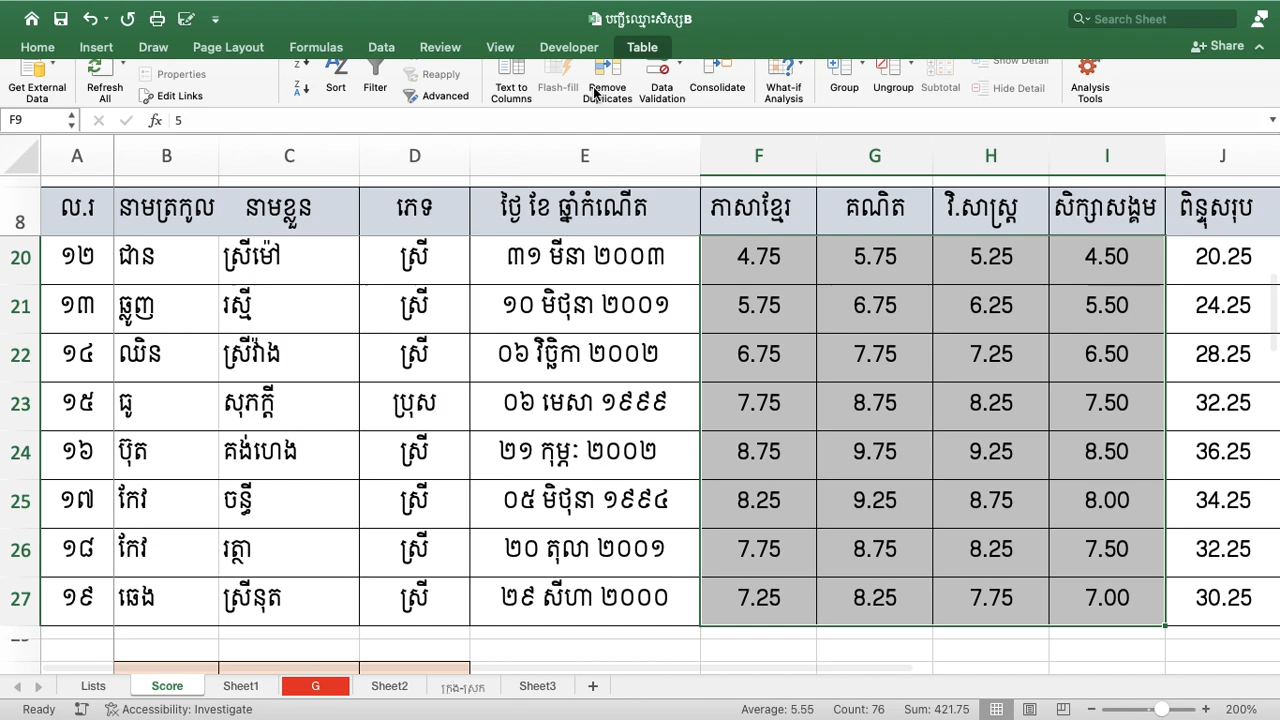 បញ្ជីឈ្មោះសិស្សB
Search Sheet
Home Insert Draw Page Layout Formulas Data Review View Developer Table Share
Get External Data Refresh All Properties Edit Links Sort Filter Reapply Advanced Text to Columns Flash-fill Remove Duplicates Data Validation Consolidate What-if Analysis Group Ungroup Subtotal Show Detail Hide Detail Analysis Tools
F9 fx 5
A B C D E F G H I J
8 ល.រ នាមត្រកូល នាមខ្លួន ភេទ ថ្ងៃ ខែ ឆ្នាំកំណើត ភាសាខ្មែរ គណិត វិ.សាស្ត្រ សិក្សាសង្គម ពិន្ទុសរុប
20 ១២ ជាន ស្រីម៉ៅ ស្រី ៣១ មីនា ២០០៣ 4.75 5.75 5.25 4.50 20.25
21 ១៣ ឆ្លូញ រស្មី ស្រី ១០ មិថុនា ២០០១ 5.75 6.75 6.25 5.50 24.25
22 ១៤ ឈិន ស្រីវ៉ាង ស្រី ០៦ វិច្ឆិកា ២០០២ 6.75 7.75 7.25 6.50 28.25
23 ១៥ ធូ សុភក្ដី ប្រុស ០៦ មេសា ១៩៩៩ 7.75 8.75 8.25 7.50 32.25
24 ១៦ ប៊ុត គង់ហេង ស្រី ២១ កុម្ភៈ ២០០២ 8.75 9.75 9.25 8.50 36.25
25 ១៧ កែវ ចន្ធី ស្រី ០៥ មិថុនា ១៩៩៤ 8.25 9.25 8.75 8.00 34.25
26 ១៨ កែវ រត្ថា ស្រី ២០ តុលា ២០០១ 7.75 8.75 8.25 7.50 32.25
27 ១៩ ឆេង ស្រីនុត ស្រី ២៩ សីហា ២០០០ 7.25 8.25 7.75 7.00 30.25
Lists Score Sheet1 G Sheet2 ក្រុង-ស្រុក Sheet3
Ready Accessibility: Investigate Average: 5.55 Count: 76 Sum: 421.75 200%